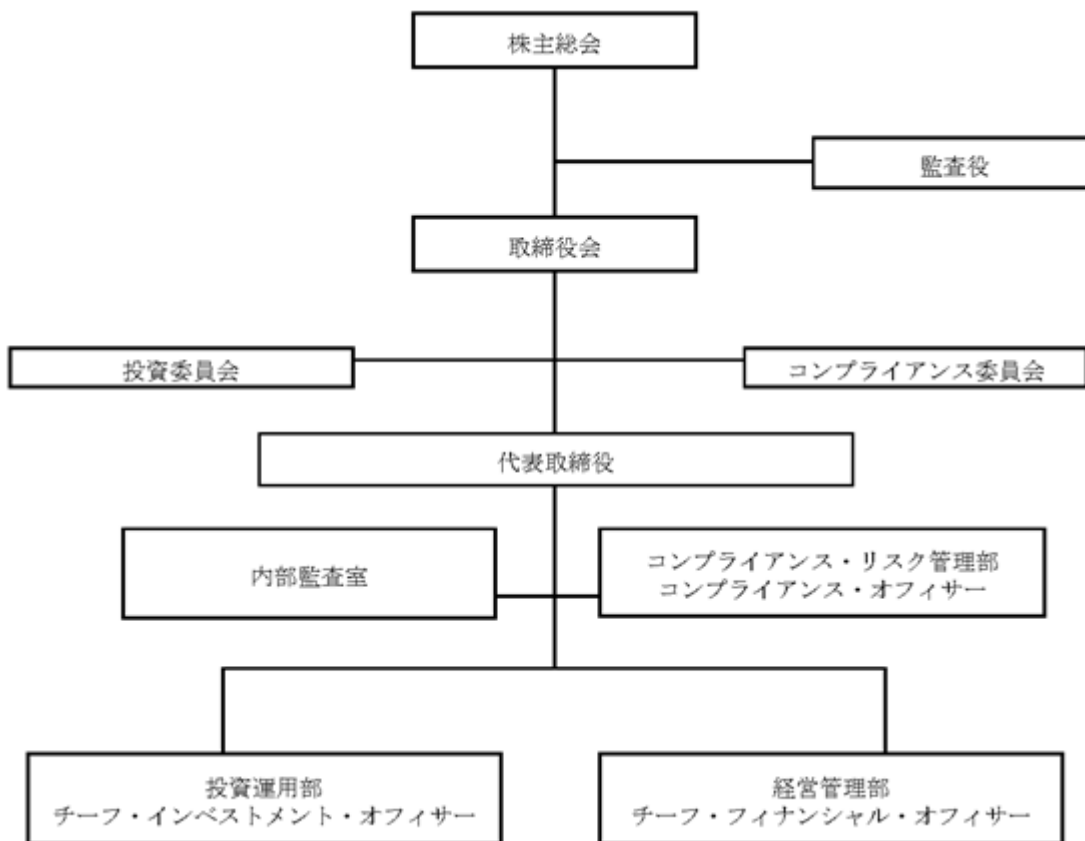 株主総会
監査役
取締役会
投資委員会
コンプライアンス委員会
代表取締役
内部監査室
コンプライアンス・リスク管理部
コンプライアンス・オフィサー
投資運用部
チーフ・インベストメント・オフィサー
経営管理部
チーフ・フィナンシャル・オフィサー